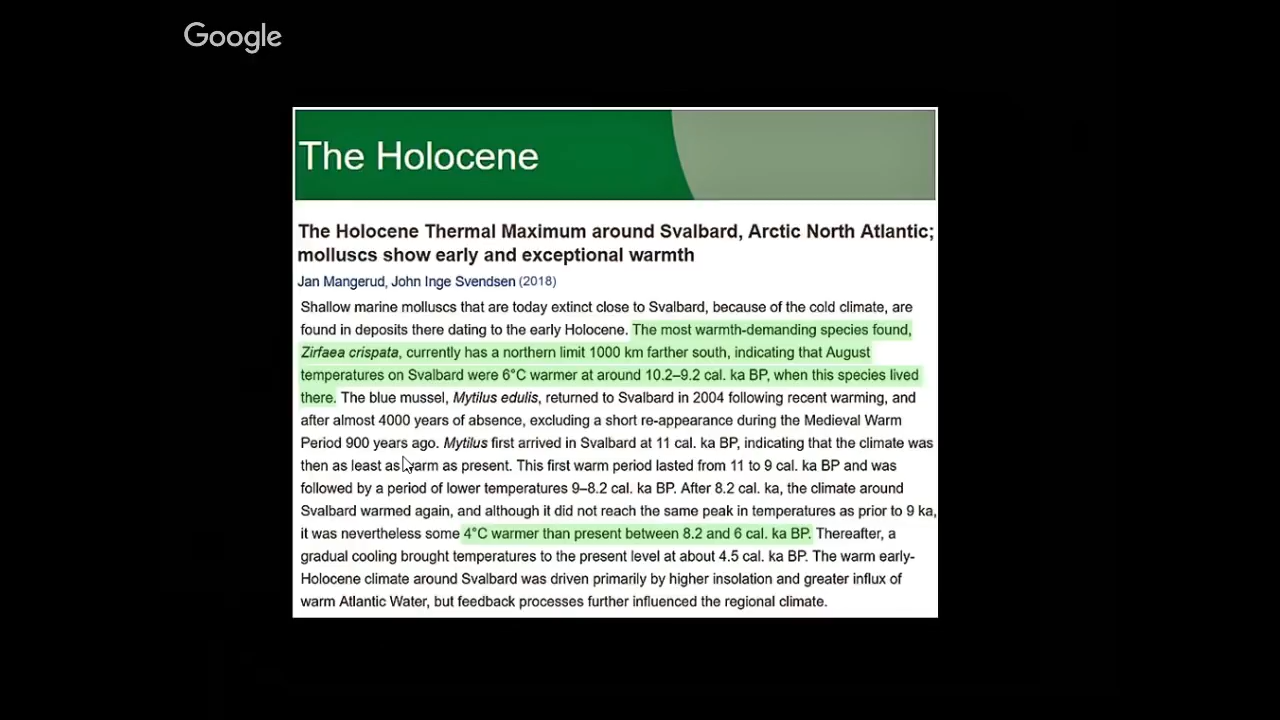 Google
The Holocene
The Holocene Thermal Maximum around Svalbard, Arctic North Atlantic;
molluscs show early and exceptional warmth
Jan Mangerud, John Inge Svendsen (2018)
Shallow marine molluscs that are today extinct close to Svalbard, because of the cold climate, are
found in deposits there dating to the early Holocene. The most warmth-demanding species found,
Zirfaea crispata, currently has a northern limit 1000 km farther south, indicating that August
temperatures on Svalbard were 6°C warmer at around 10.2–9.2 cal. ka BP, when this species lived
there. The blue mussel, Mytilus edulis, returned to Svalbard in 2004 following recent warming, and
after almost 4000 years of absence, excluding a short re-appearance during the Medieval Warm
Period 900 years ago. Mytilus first arrived in Svalbard at 11 cal. ka BP, indicating that the climate was
then as least as warm as present. This first warm period lasted from 11 to 9 cal. ka BP and was
followed by a period of lower temperatures 9–8.2 cal. ka BP. After 8.2 cal. ka, the climate around
Svalbard warmed again, and although it did not reach the same peak in temperatures as prior to 9 ka,
it was nevertheless some 4°C warmer than present between 8.2 and 6 cal. ka BP. Thereafter, a
gradual cooling brought temperatures to the present level at about 4.5 cal. ka BP. The warm early-
Holocene climate around Svalbard was driven primarily by higher insolation and greater influx of
warm Atlantic Water, but feedback processes further influenced the regional climate.